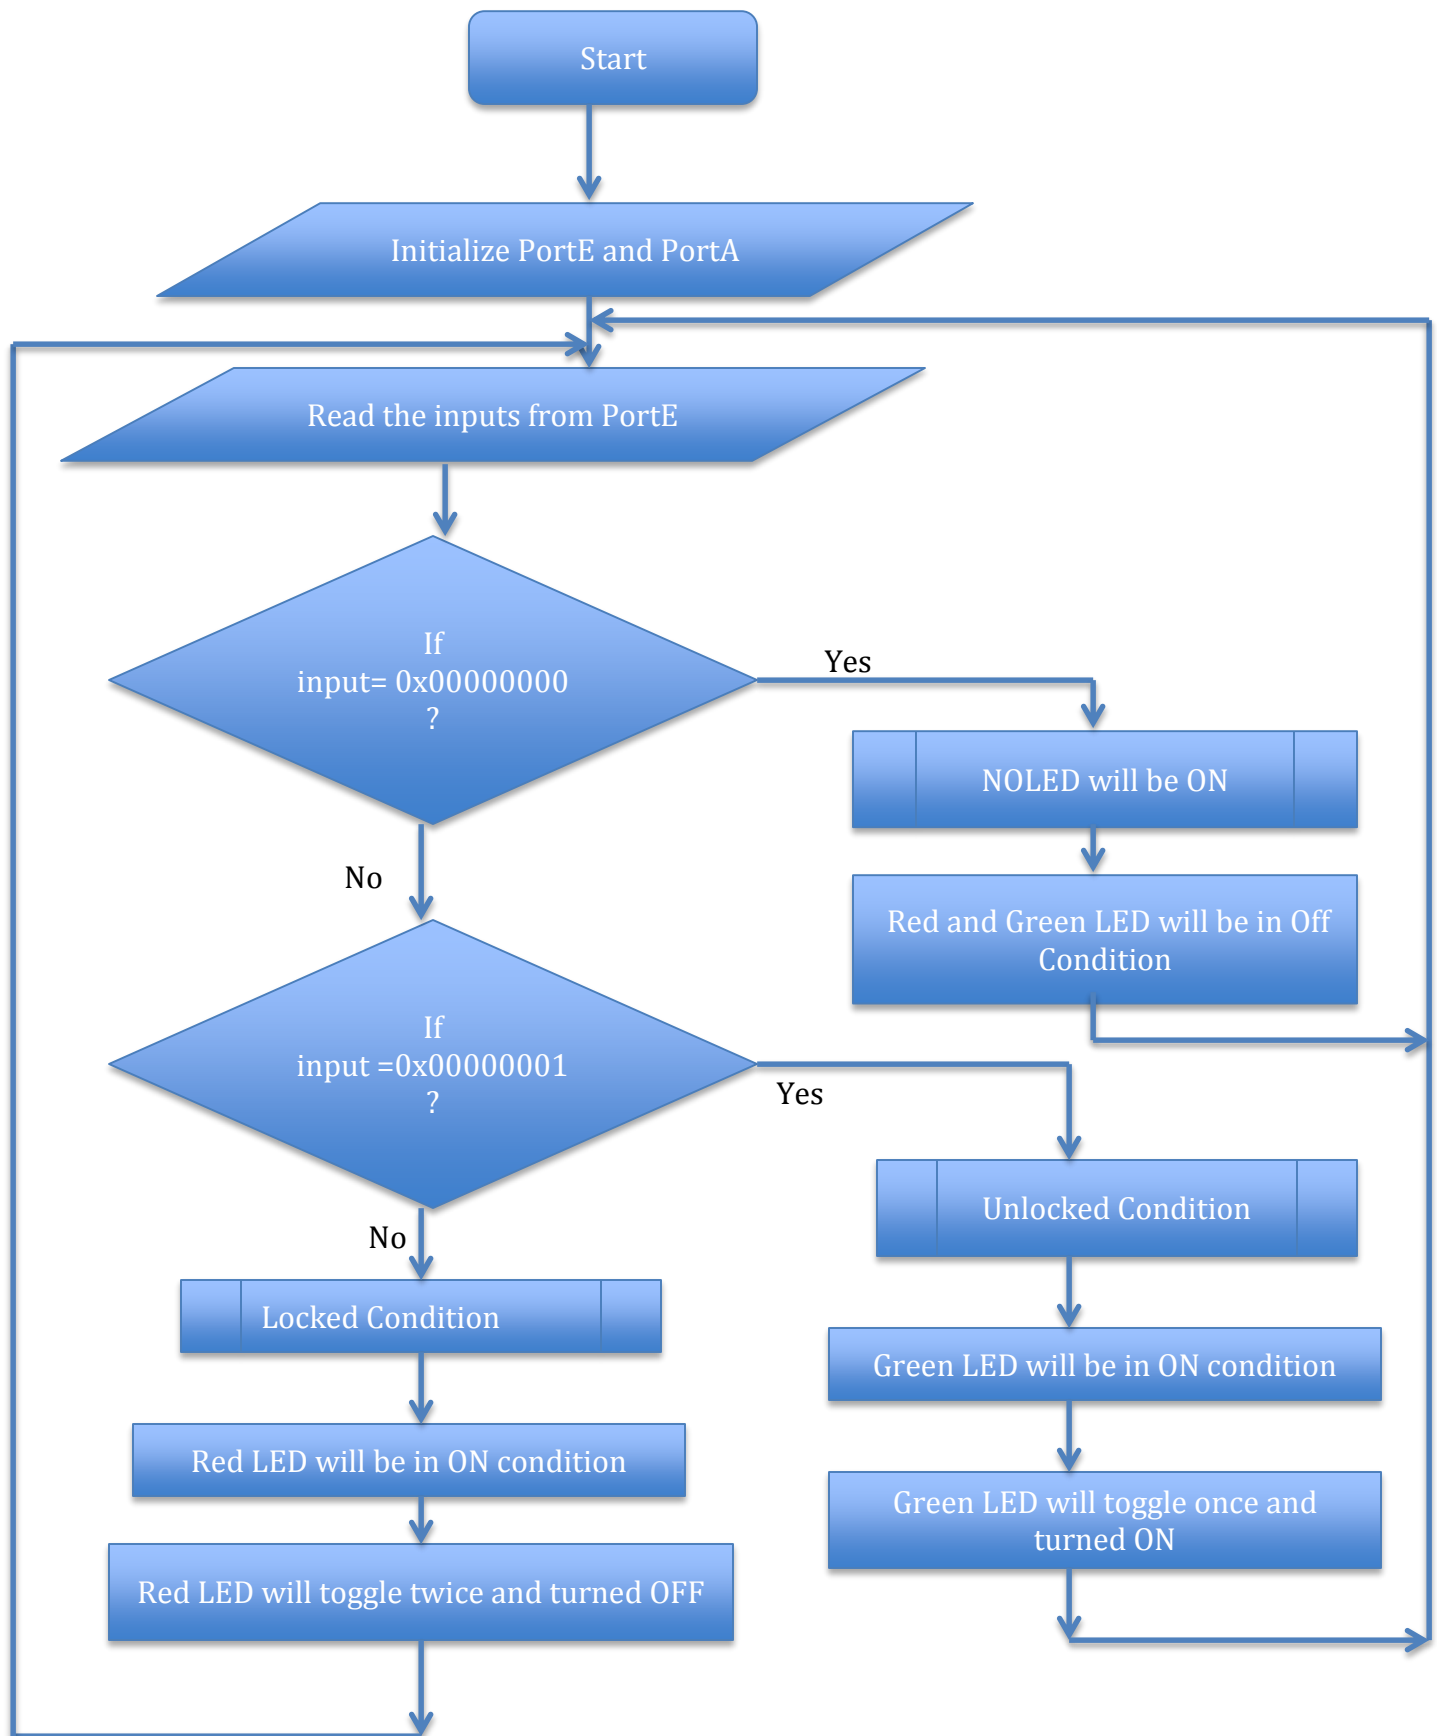 Start
Initialize PortE and PortA
Read the inputs from PortE
If
input= 0x00000000
?
Yes
NOLED will be ON
No
Red and Green LED will be in Off
Condition
If
input =0x00000001
?
Yes
Unlocked Condition
No
Locked Condition
Green LED will be in ON condition
Red LED will be in ON condition
Green LED will toggle once and
turned ON
Red LED will toggle twice and turned OFF